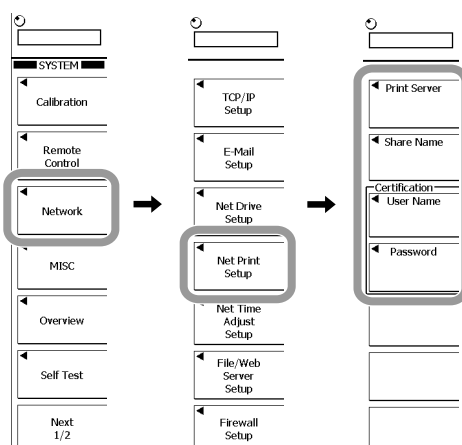 SYSTEM
Calibration
Remote
Control
Network
MISC
Overview
Self Test
Next
1/2
TCP/IP
Setup
E-Mail
Setup
Net Drive
Setup
Net Print
Setup
Net Time
Adjust
Setup
File/Web
Server
Setup
Firewall
Setup
Print Server
Share Name
Certification
User Name
Password